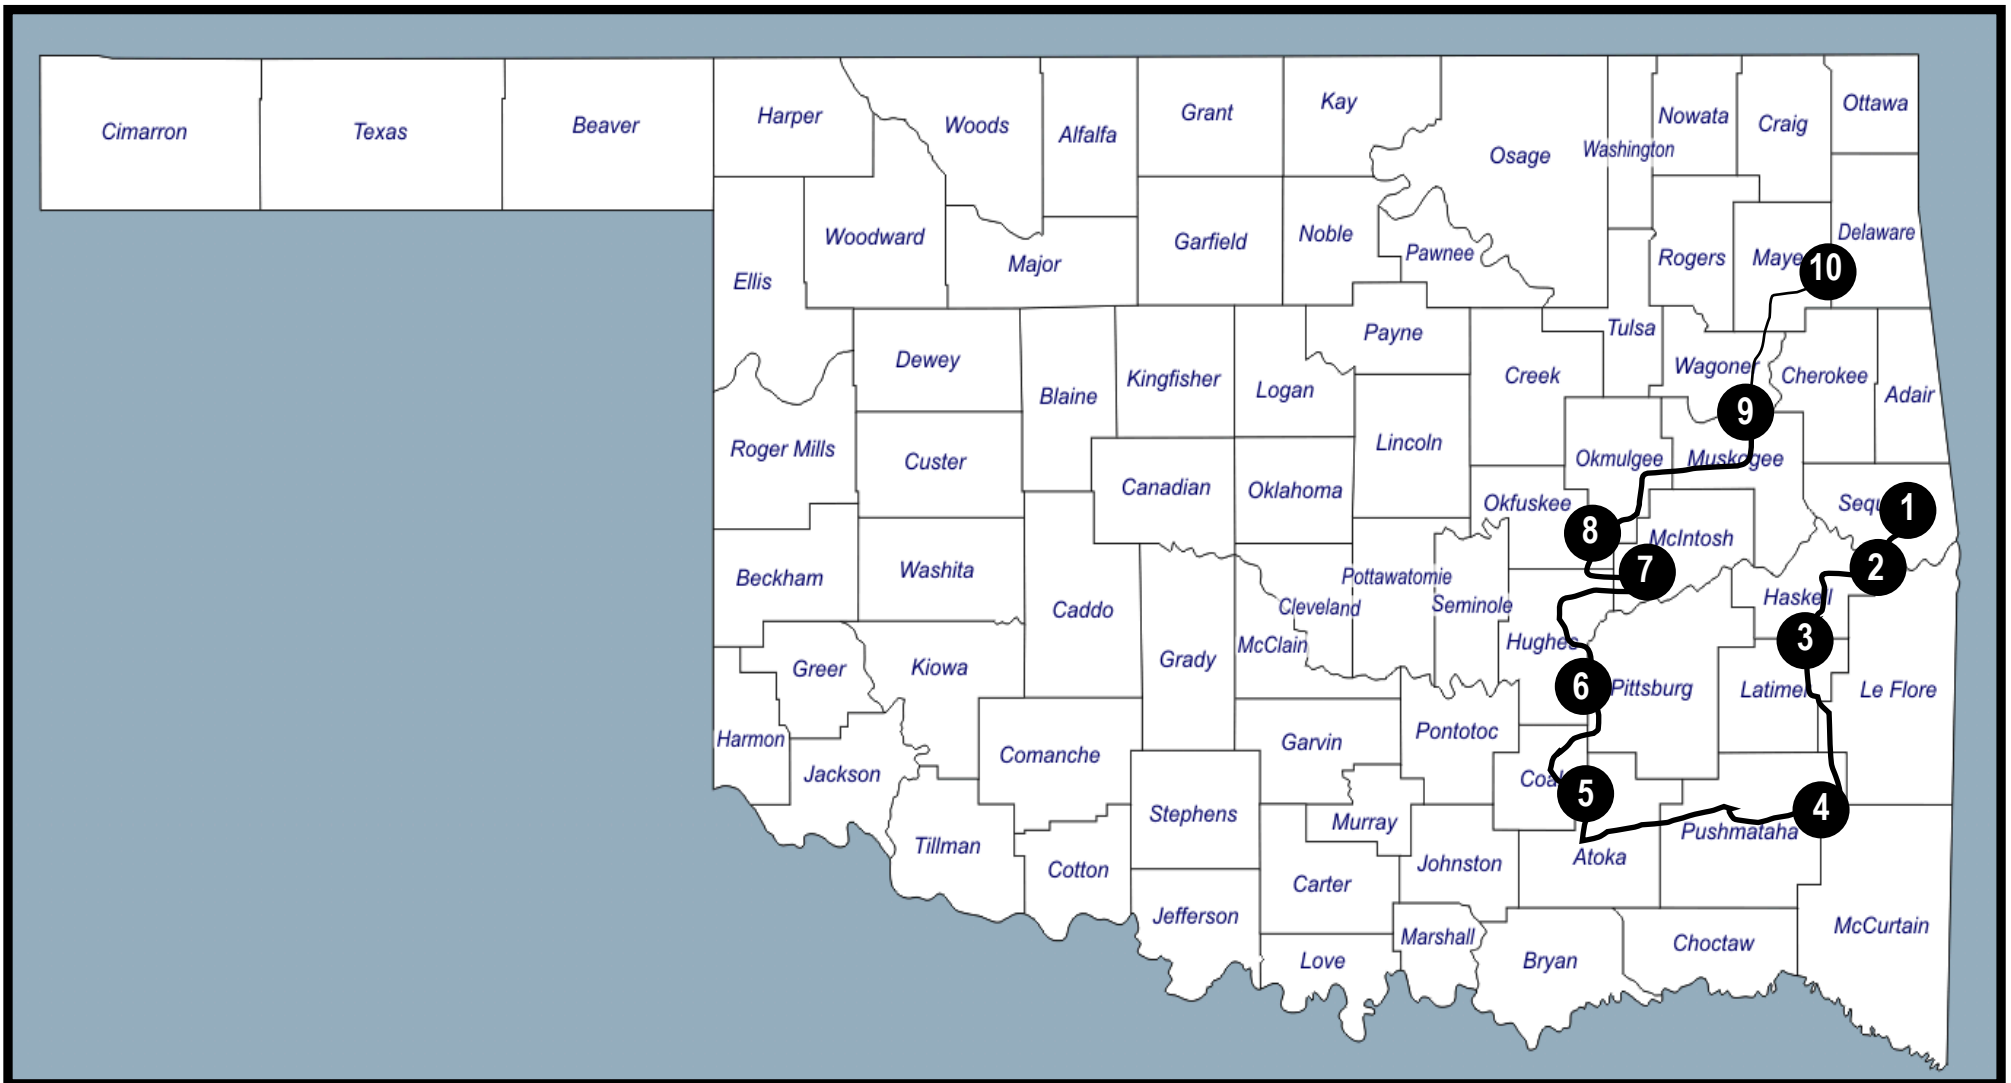 Cimarron
Texas
Beaver
Harper
Woods
Alfalfa
Grant
Kay
Osage
Washington
Nowata
Craig
Ottawa
Ellis
Woodward
Major
Garfield
Noble
Pawnee
Rogers
Maye
10
Delaware
Dewey
Blaine
Kingfisher
Logan
Payne
Creek
Tulsa
Wagoner
Cherokee
Adair
9
Roger Mills
Custer
Canadian
Oklahoma
Lincoln
Okmulgee
Muskogee
Okfuskee
Sequ
1
8
McIntosh
7
2
Beckham
Washita
Caddo
Grady
McClain
Cleveland
Pottawatomie
Seminole
Hughes
Haskell
3
Greer
Kiowa
6
Pittsburg
Latimer
Le Flore
Harmon
Jackson
Comanche
Garvin
Pontotoc
Coal
5
4
Tillman
Cotton
Stephens
Murray
Johnston
Atoka
Pushmataha
Jefferson
Carter
Love
Marshall
Bryan
Choctaw
McCurtain